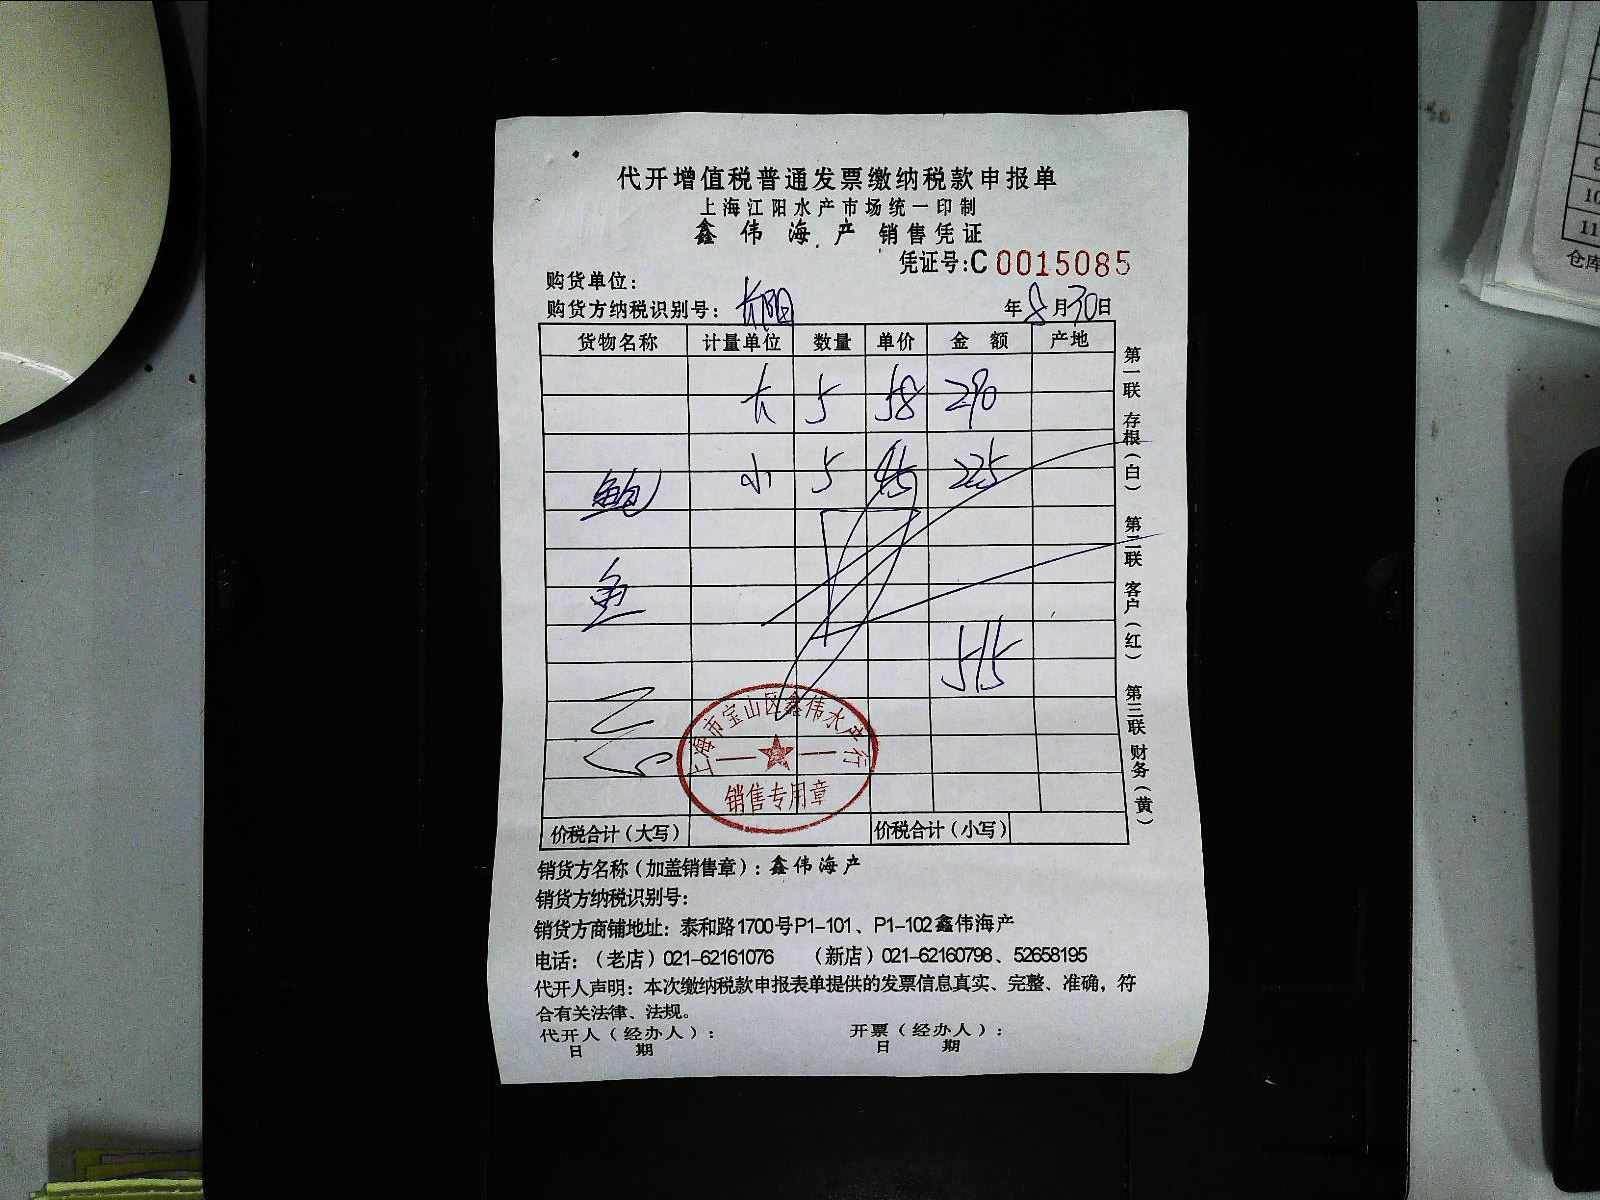 代开增值税普通发票缴纳税款申报单
上海江阳水产市场统一印制
鑫伟海产 销售凭证
凭证号:C 0015085
购货单位:
购货方纳税识别号: 长阳 年8月30日
货物名称 计量单位 数量 单价 金额 产地
大 5 58 290
小 5 45 225
鲍
鱼
515
上海市宝山区鑫伟水产行
销售专用章
价税合计(大写) 价税合计(小写)
第一联 存根(白) 第二联 客户(红) 第三联 财务(黄)
销货方名称(加盖销售章):鑫伟海产
销货方纳税识别号:
销货方商铺地址:泰和路1700号P1-101、P1-102鑫伟海产
电话:(老店)021-62161076 (新店)021-62160798、52658195
代开人声明:本次缴纳税款申报表单提供的发票信息真实、完整、准确,符
合有关法律、法规。
代开人(经办人): 开票(经办人):
日 期 日 期
9
10
11
仓库